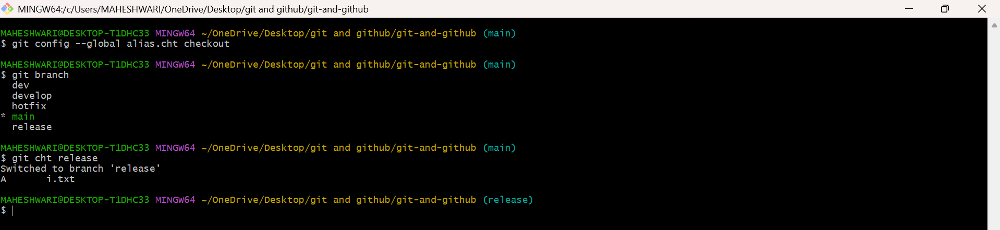 MINGW64:/c/Users/MAHESHWARI/OneDrive/Desktop/git and github/git-and-github
MAHESHWARI@DESKTOP-T1DHC33 MINGW64 ~/OneDrive/Desktop/git and github/git-and-github (main)
$ git config --global alias.cht checkout
MAHESHWARI@DESKTOP-T1DHC33 MINGW64 ~/OneDrive/Desktop/git and github/git-and-github (main)
$ git branch
  dev
  develop
  hotfix
* main
  release
MAHESHWARI@DESKTOP-T1DHC33 MINGW64 ~/OneDrive/Desktop/git and github/git-and-github (main)
$ git cht release
Switched to branch 'release'
A       i.txt
MAHESHWARI@DESKTOP-T1DHC33 MINGW64 ~/OneDrive/Desktop/git and github/git-and-github (release)
$